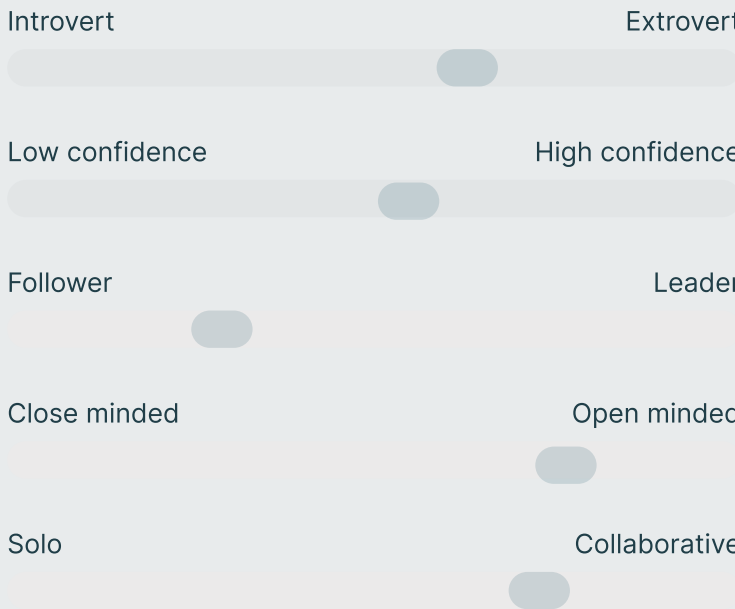 Introvert Extrovert
Low confidence High confidence
Follower Leader
Close minded Open minded
Solo Collaborative